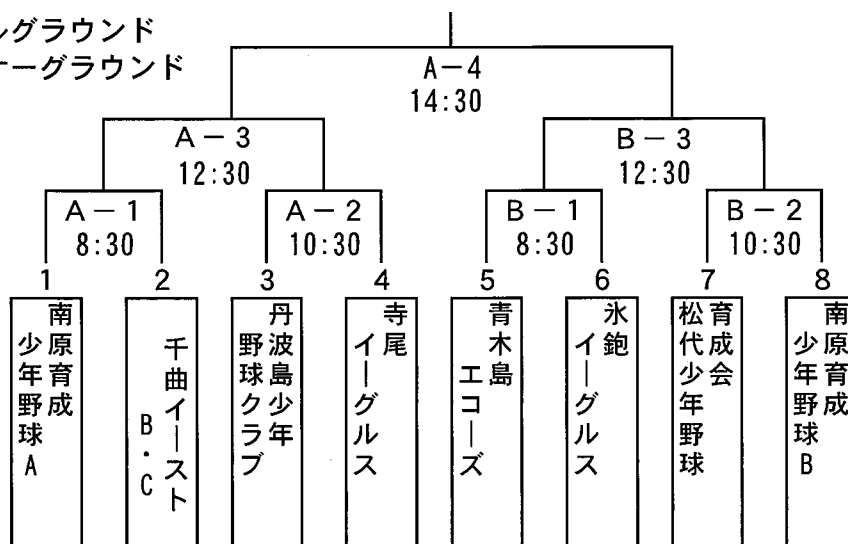 ルグラウンド
ナーグラウンド
A－4
14:30
A－3
12:30
B－3
12:30
A－1
8:30
A－2
10:30
B－1
8:30
B－2
10:30
1
2
3
4
5
6
7
8
南原育成
少年野球A
千曲イースト
B・C
丹波島少年
野球クラブ
寺尾
イーグルス
青木島
エコーズ
氷鉋
イーグルス
育成会
松代少年野球
南原育成
少年野球B